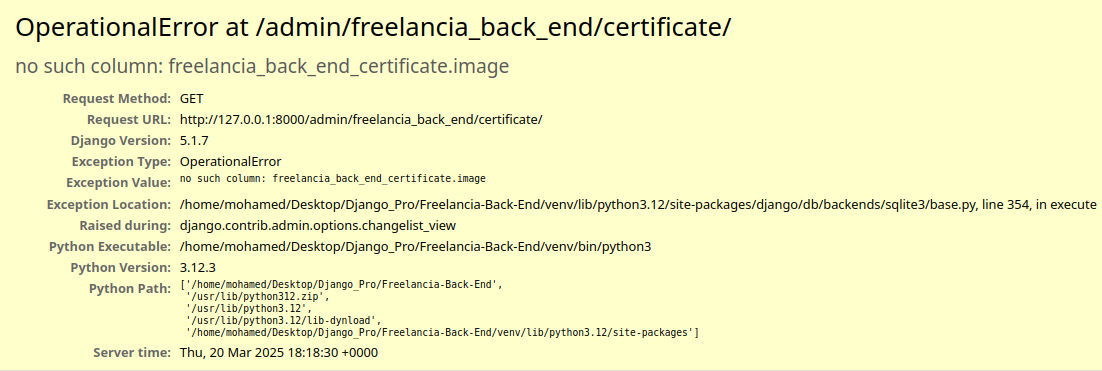 OperationalError at /admin/freelancia_back_end/certificate/
no such column: freelancia_back_end_certificate.image
Request Method: GET
Request URL: http://127.0.0.1:8000/admin/freelancia_back_end/certificate/
Django Version: 5.1.7
Exception Type: OperationalError
Exception Value: no such column: freelancia_back_end_certificate.image
Exception Location: /home/mohamed/Desktop/Django_Pro/Freelancia-Back-End/venv/lib/python3.12/site-packages/django/db/backends/sqlite3/base.py, line 354, in execute
Raised during: django.contrib.admin.options.changelist_view
Python Executable: /home/mohamed/Desktop/Django_Pro/Freelancia-Back-End/venv/bin/python3
Python Version: 3.12.3
Python Path: ['/home/mohamed/Desktop/Django_Pro/Freelancia-Back-End',
'/usr/lib/python312.zip',
'/usr/lib/python3.12',
'/usr/lib/python3.12/lib-dynload',
'/home/mohamed/Desktop/Django_Pro/Freelancia-Back-End/venv/lib/python3.12/site-packages']
Server time: Thu, 20 Mar 2025 18:18:30 +0000